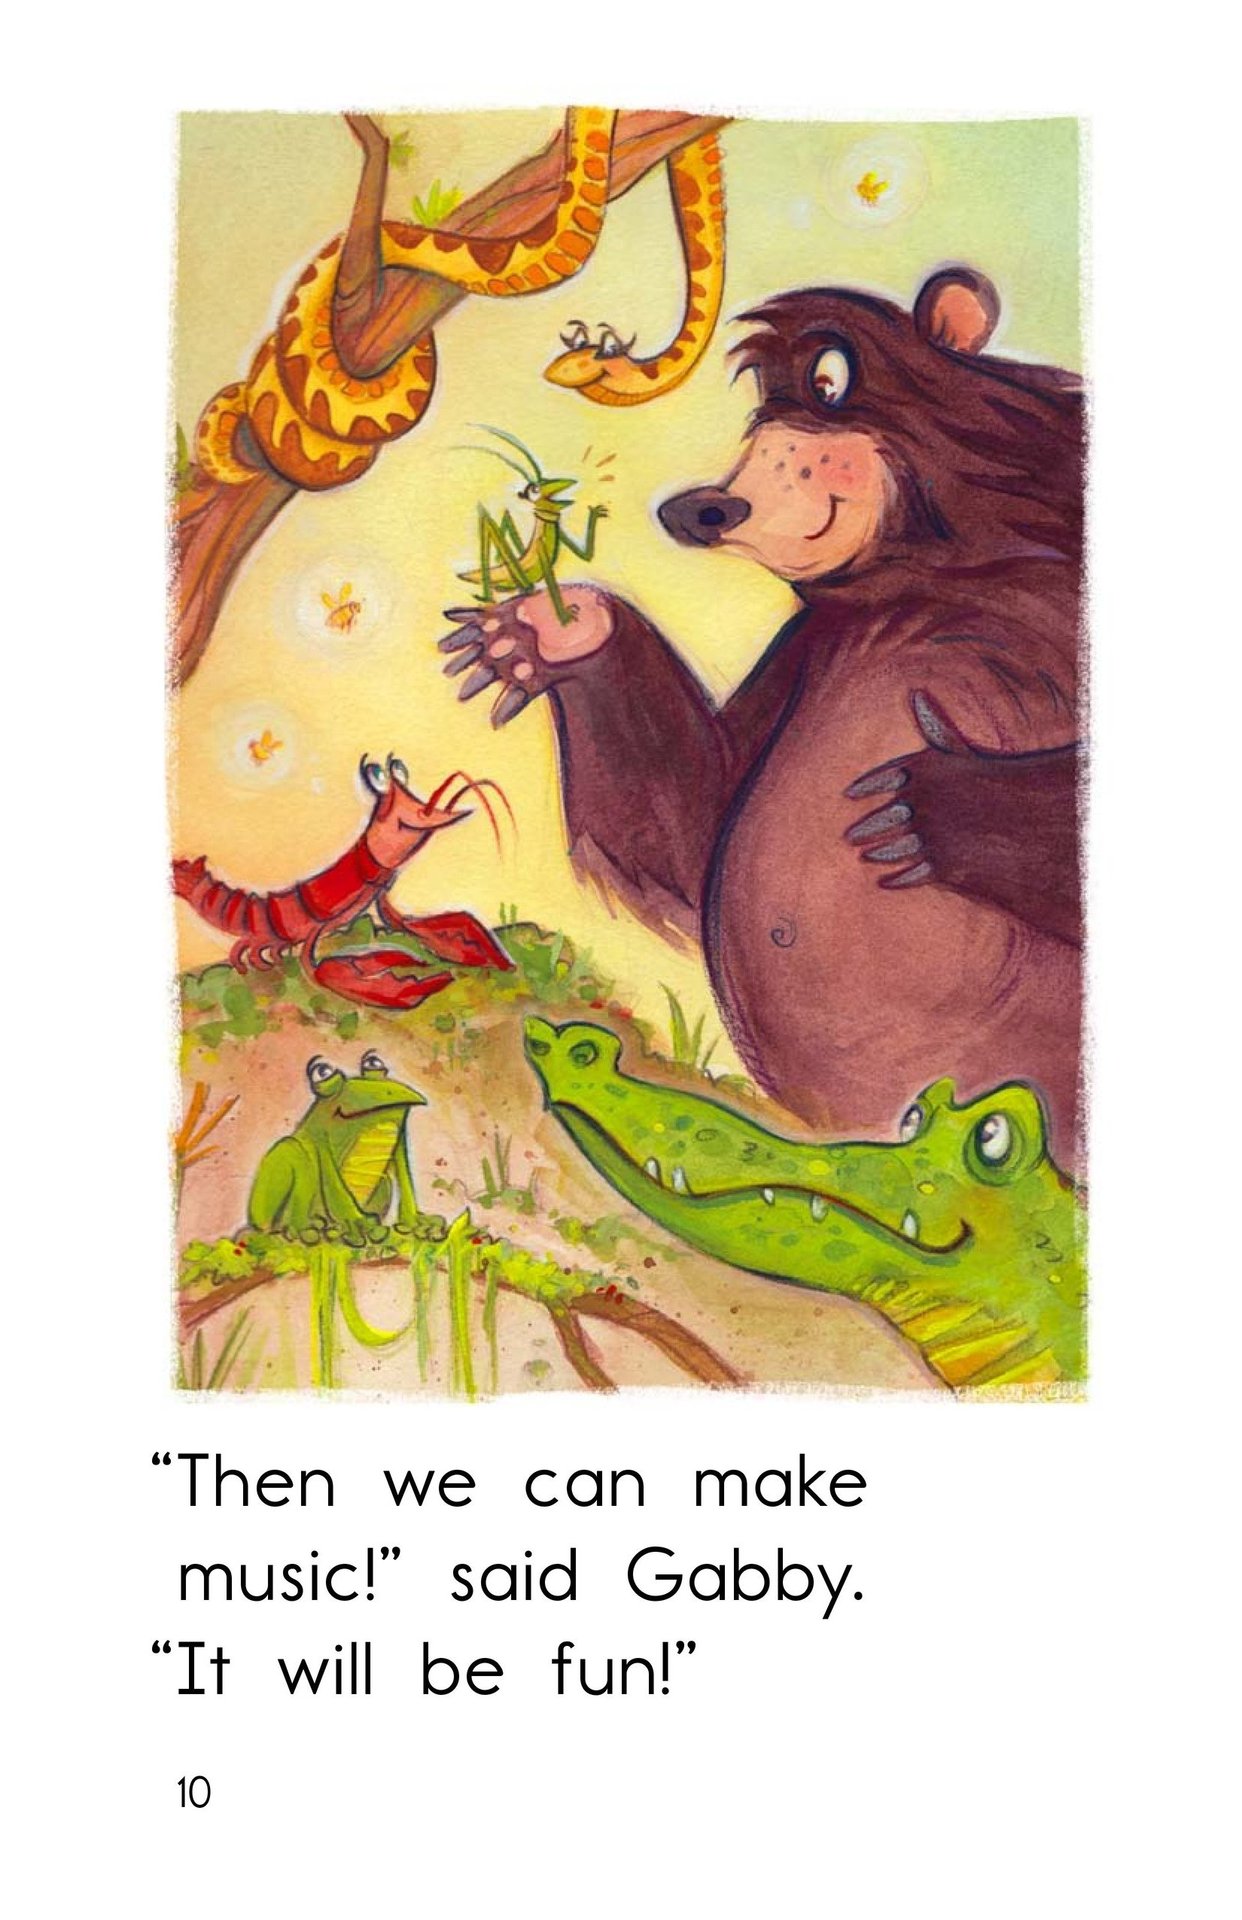 “Then we can make
music!” said Gabby.
“It will be fun!”
10